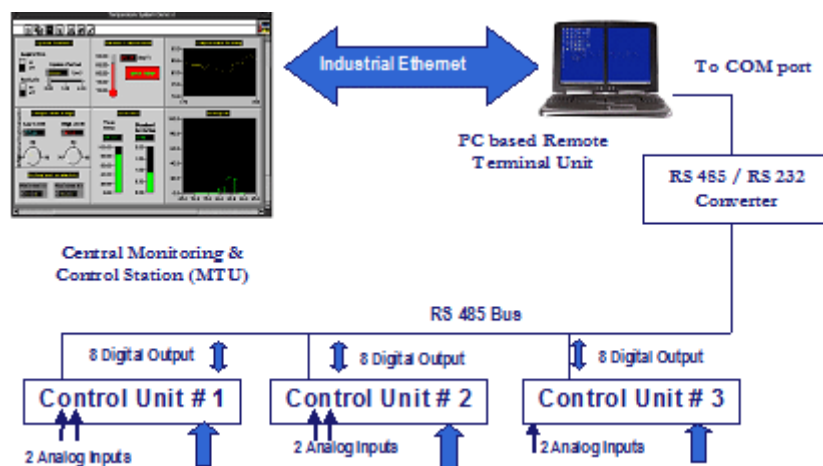 Industrial Ethernet
To COM port
PC based Remote
Terminal Unit
RS 485 / RS 232
Converter
Central Monitoring &
Control Station (MTU)
RS 485 Bus
8 Digital Output
8 Digital Output
8 Digital Output
Control Unit # 1
Control Unit # 2
Control Unit # 3
2 Analog Inputs
2 Analog Inputs
2 Analog Inputs